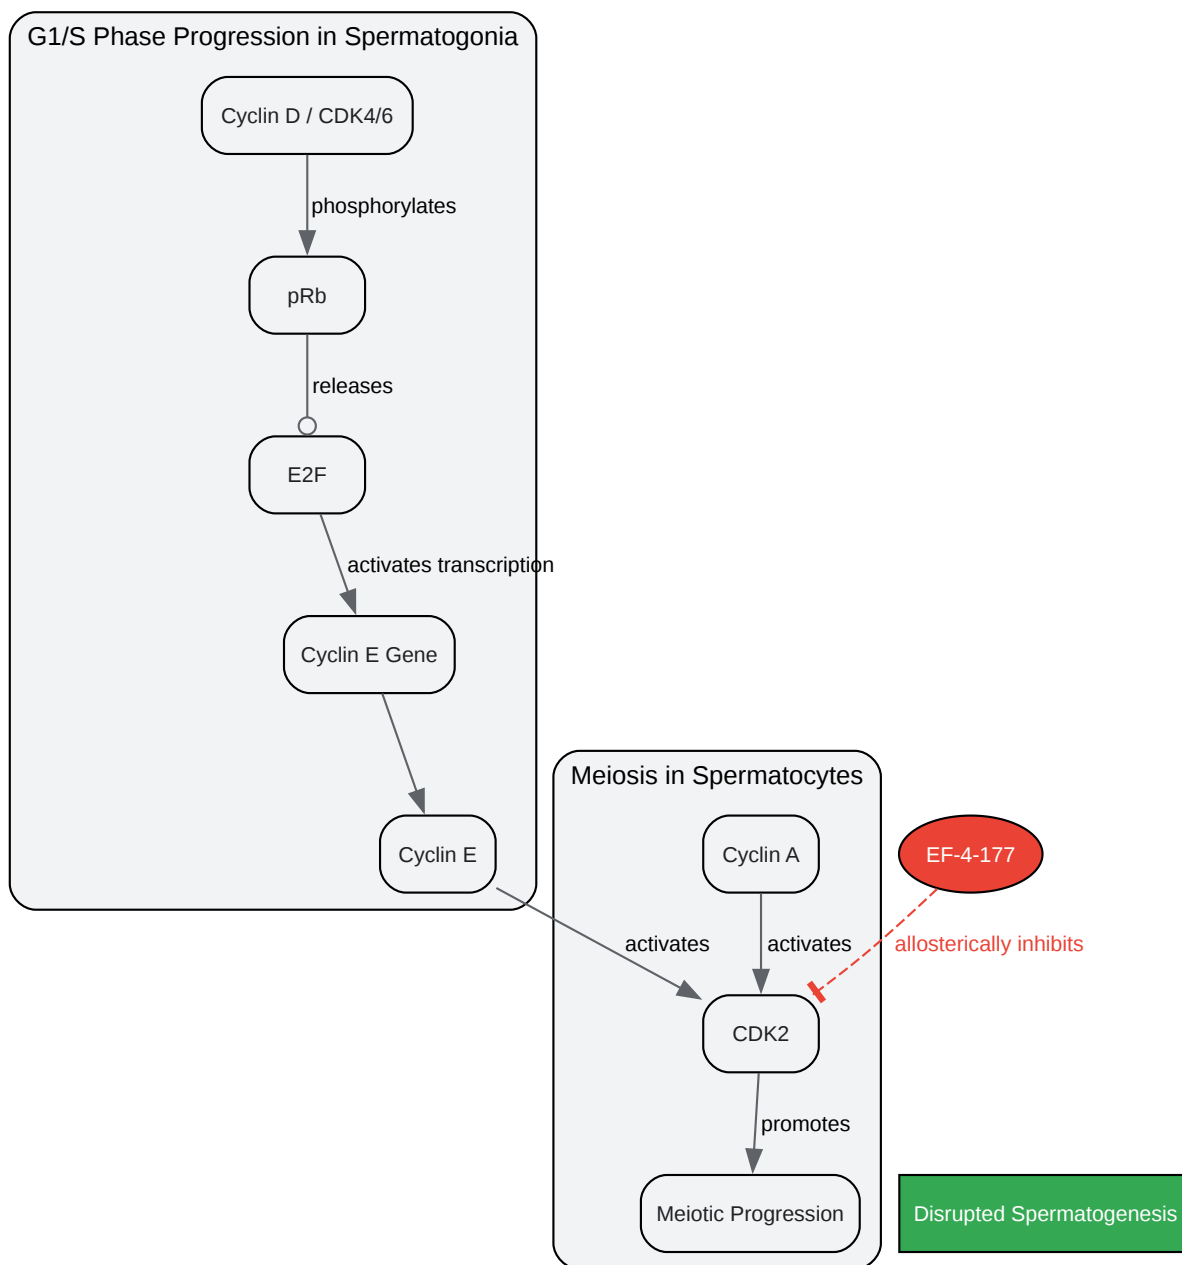 G1/S Phase Progression in Spermatogonia
Cyclin D / CDK4/6
phosphorylates
pRb
releases
E2F
activates transcription
Cyclin E Gene
Meiosis in Spermatocytes
Cyclin E
Cyclin A
EF-4-177
activates
activates
allosterically inhibits
CDK2
promotes
Meiotic Progression
Disrupted Spermatogenesis